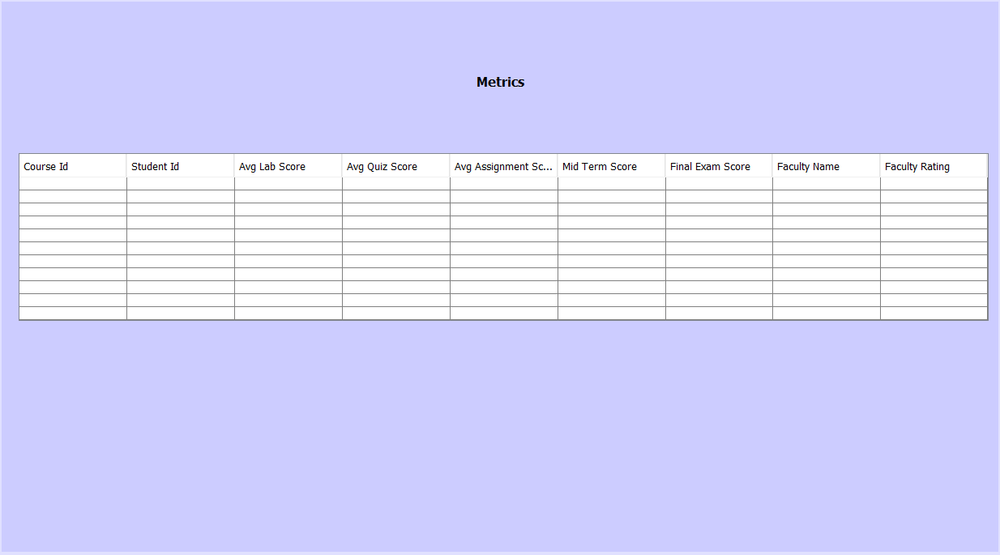 Metrics
Course Id Student Id Avg Lab Score Avg Quiz Score Avg Assignment Sc... Mid Term Score Final Exam Score Faculty Name Faculty Rating